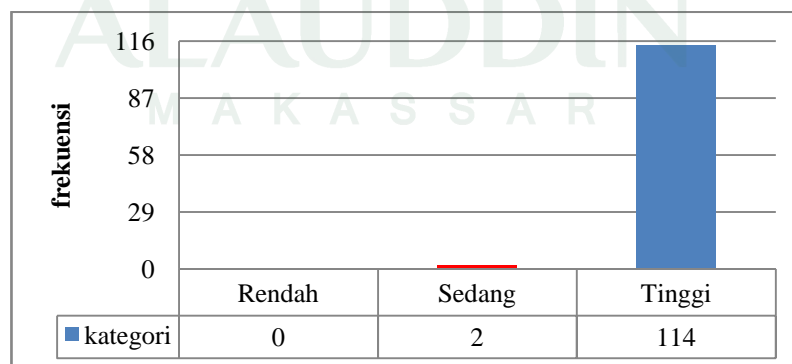 ALAUDDIN
MAKASSAR
frekuensi
116
87
58
29
0
Rendah Sedang Tinggi
kategori 0 2 114